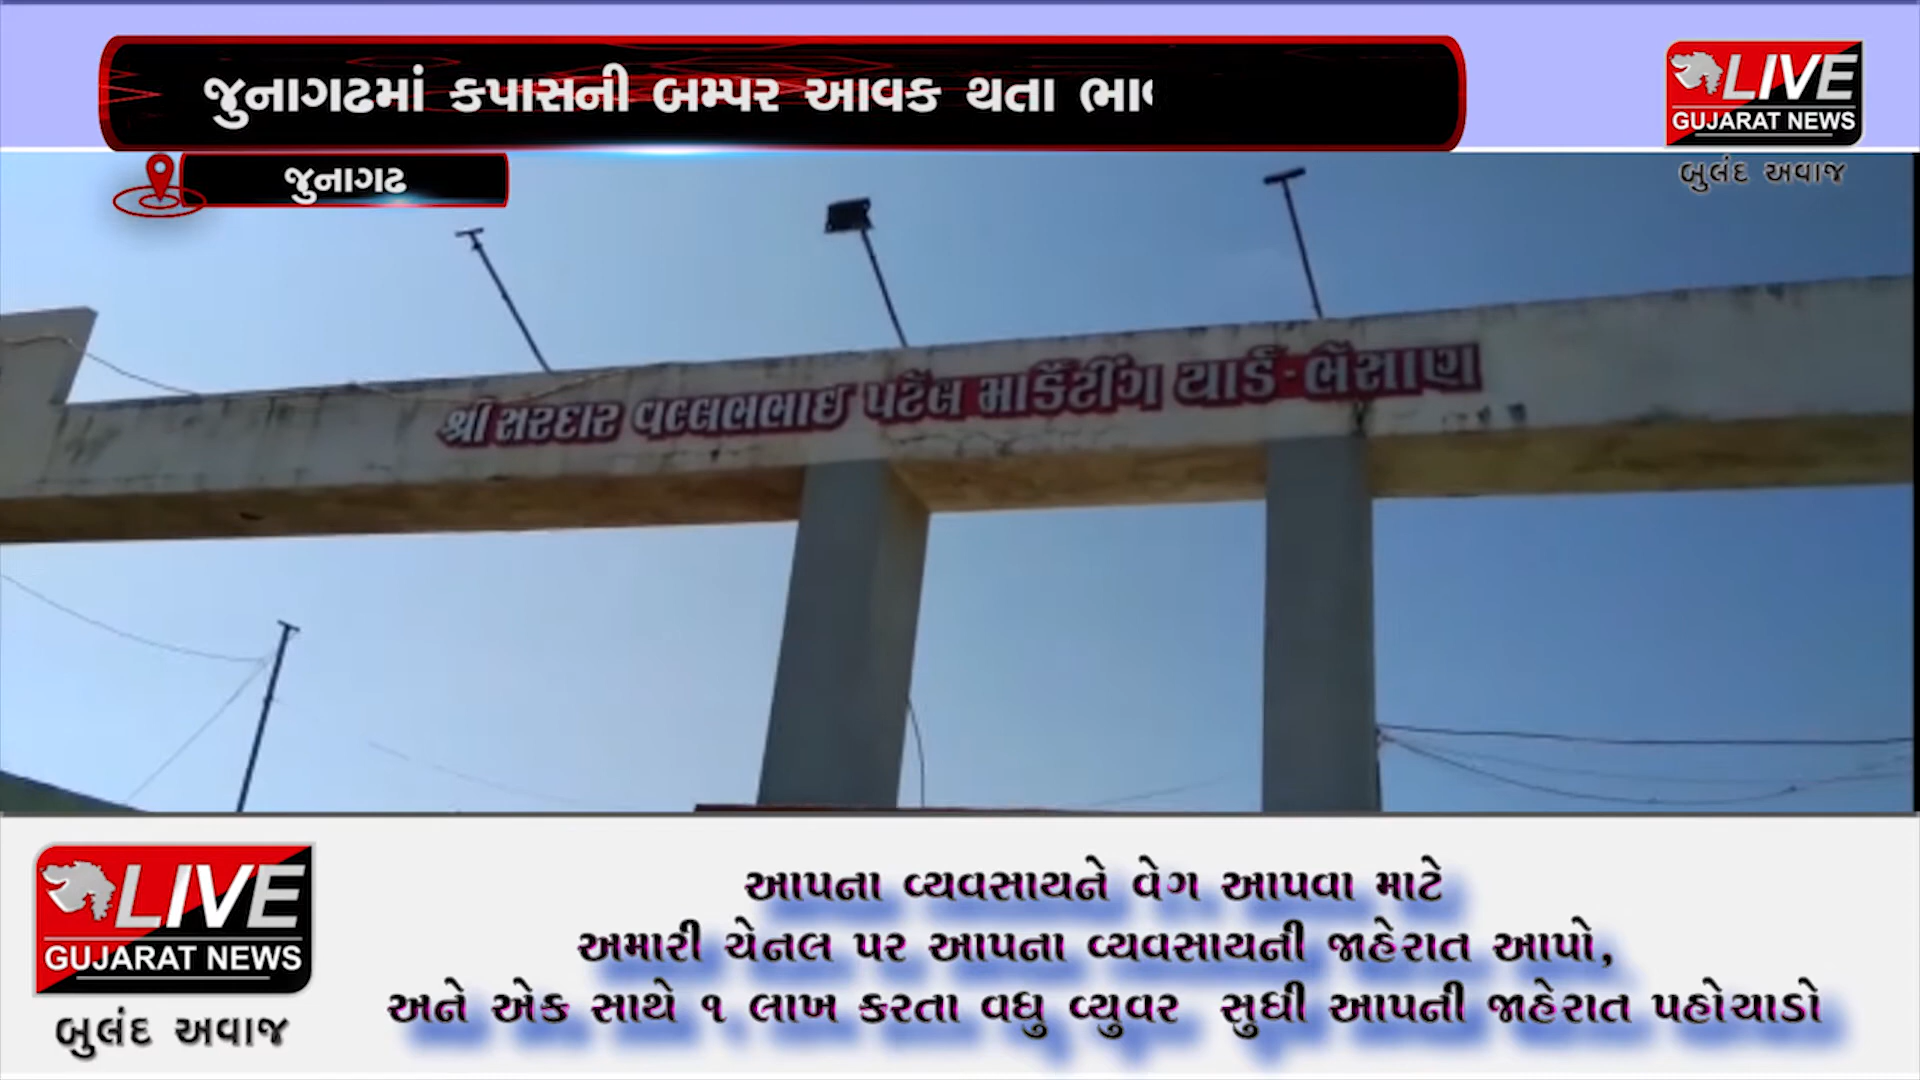 જુનાગઢમાં કપાસની બમ્પર આવક થતા
LIVE
GUJARAT NEWS
બુલંદ અવાજ
જુનાગઢ
શ્રી સરદાર વલ્લભભાઇ પટેલ માર્કેટીંગ યાર્ડ - ભેંસાણ
LIVE
GUJARAT NEWS
બુલંદ અવાજ
આપના વ્યવસાયને વેગ આપવા માટે
અમારી ચેનલ પર આપના વ્યવસાયની જાહેરાત આપો,
અને એક સાથે ૧ લાખ કરતા વધુ વ્યુવર સુધી આપની જાહેરાત પહોચાડો